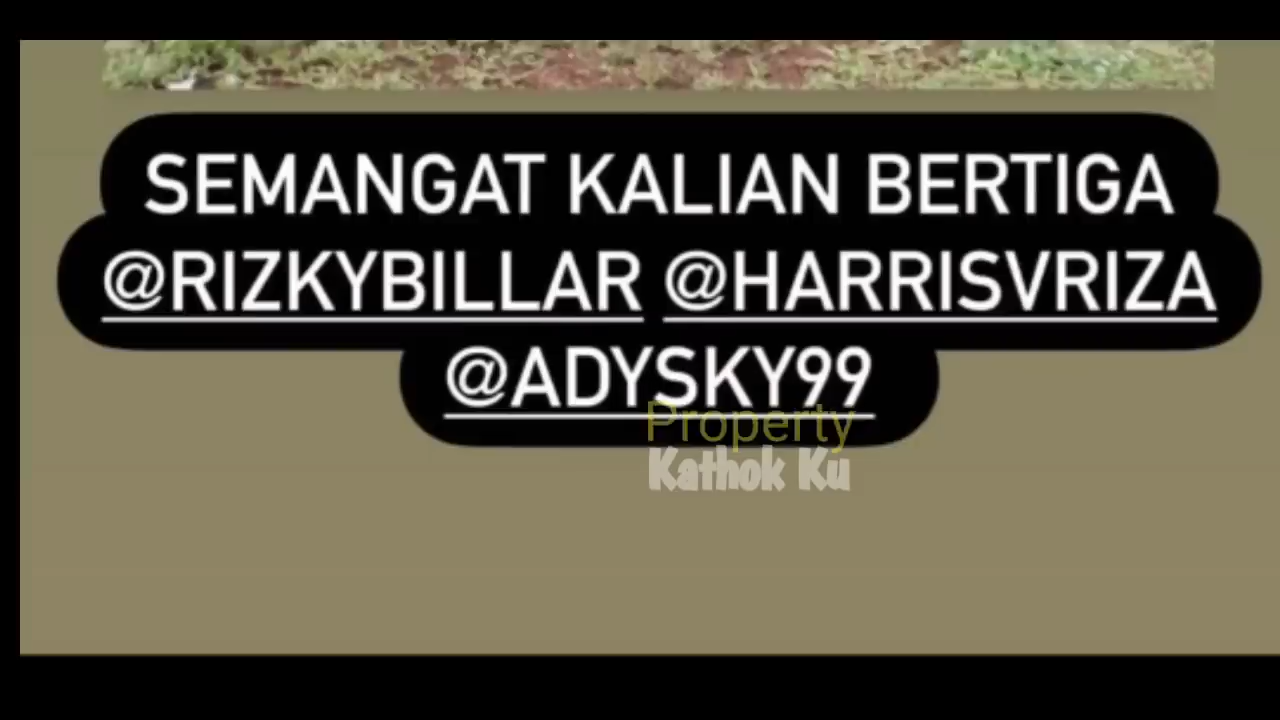 SEMANGAT KALIAN BERTIGA
@RIZKYBILLAR @HARRISVRIZA
@ADYSKY99
Property
Kathok Ku